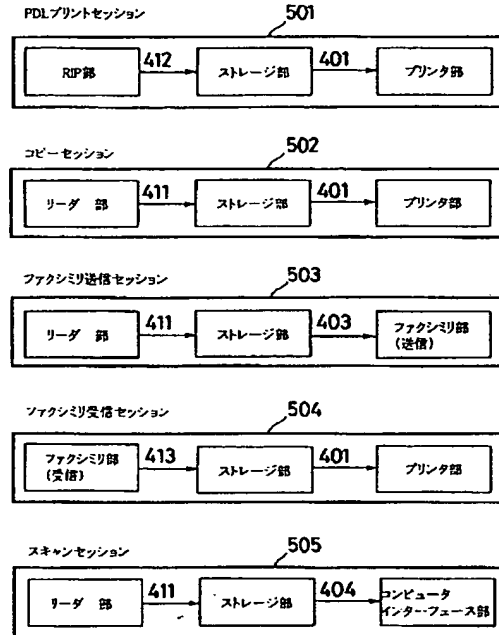 PDLプリントセッション
501
RIP部
412
ストレージ部
401
プリンタ部
コピーセッション
502
リーダ 部
411
ストレージ部
401
プリンタ部
ファクシミリ送信セッション
503
リーダ 部
411
ストレージ部
403
ファクシミリ部
(送信)
ファクシミリ受信セッション
504
ファクシミリ部
(受信)
413
ストレージ部
401
プリンタ部
スキャンセッション
505
リーダ 部
411
ストレージ部
404
コンピュータ
インターフェース部